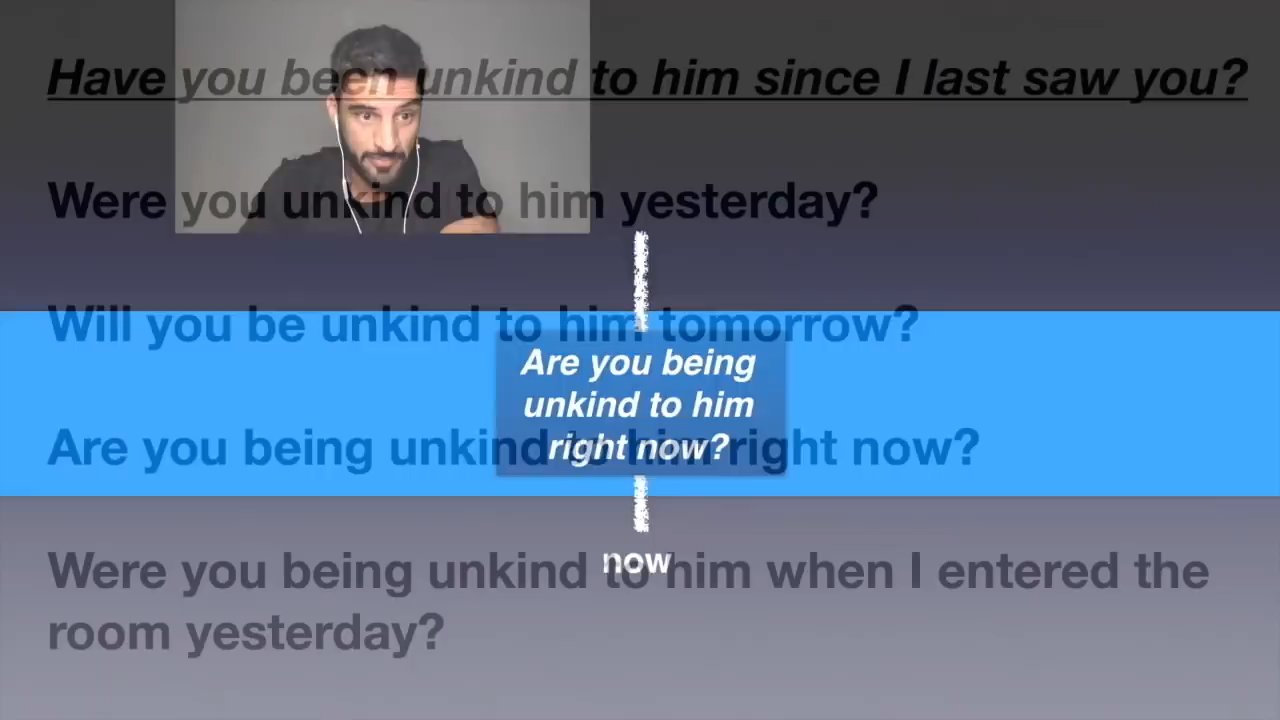 Have you been unkind to him since I last saw you?
Were you unkind to him yesterday?
Will you be unkind to him tomorrow?
Are you being
unkind to him
right now?
Are you being unkind to him right now?
now
Were you being unkind to him when I entered the
room yesterday?